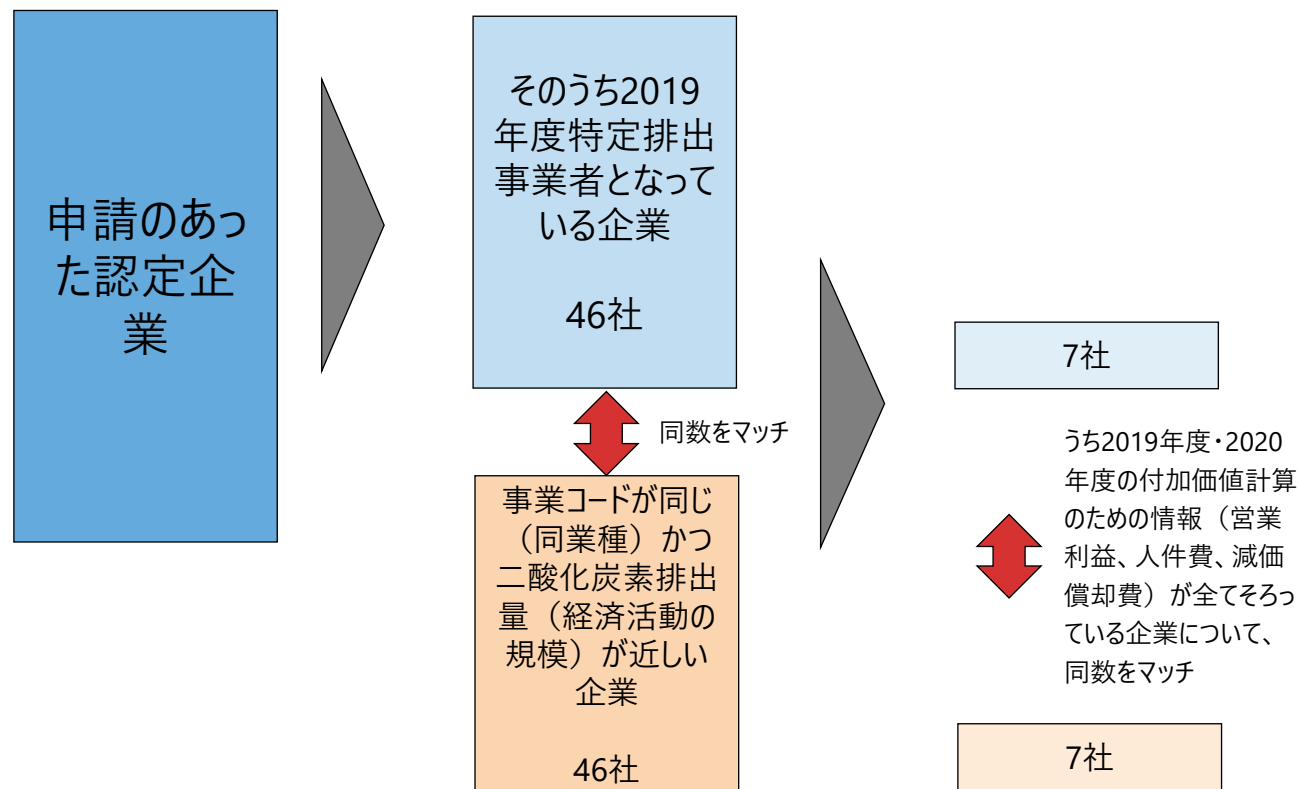 申請のあっ
た認定企
業
そのうち2019
年度特定排出
事業者となって
いる企業
46社
同数をマッチ
事業コードが同じ
（同業種）かつ
二酸化炭素排出
量（経済活動の
規模）が近しい
企業
46社
7社
うち2019年度・2020
年度の付加価値計算
のための情報（営業
利益、人件費、減価
償却費）が全てそろっ
ている企業について、
同数をマッチ
7社